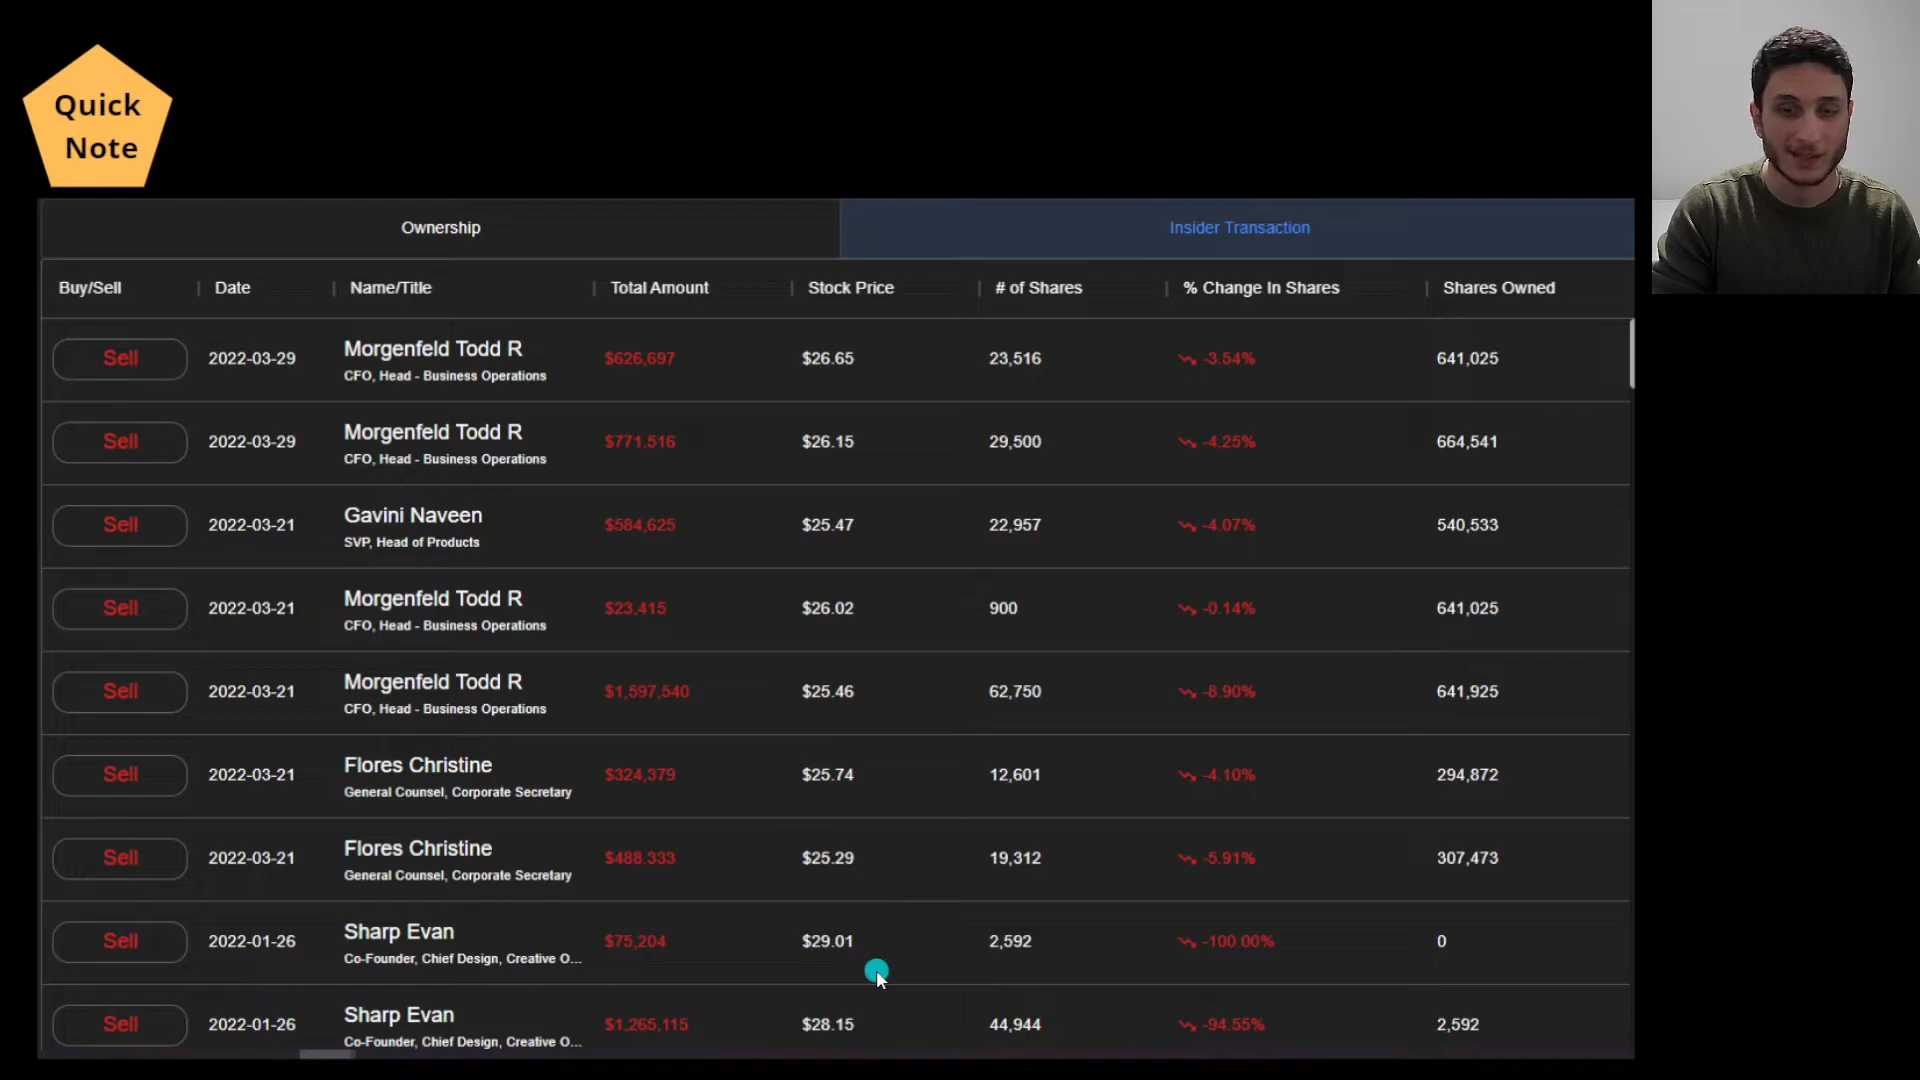 Quick
Note
Ownership
Insider Transaction
Buy/Sell | Date | Name/Title | Total Amount | Stock Price | # of Shares | % Change In Shares | Shares Owned
Sell 2022-03-29 Morgenfeld Todd R $626,697 $26.65 23,516 -3.54% 641,025
CFO, Head - Business Operations
Sell 2022-03-29 Morgenfeld Todd R $771.516 $26.15 29,500 -4.25% 664,541
CFO, Head - Business Operations
Sell 2022-03-21 Gavini Naveen $584,625 $25.47 22,957 -4.07% 540,533
SVP, Head of Products
Sell 2022-03-21 Morgenfeld Todd R $23,415 $26.02 900 -0.14% 641,025
CFO, Head - Business Operations
Sell 2022-03-21 Morgenfeld Todd R $1,597,540 $25.46 62,750 -8.90% 641,925
CFO, Head - Business Operations
Sell 2022-03-21 Flores Christine $324,379 $25.74 12,601 -4.10% 294,872
General Counsel, Corporate Secretary
Sell 2022-03-21 Flores Christine $488.333 $25.29 19,312 -5.91% 307,473
General Counsel, Corporate Secretary
Sell 2022-01-26 Sharp Evan $75,204 $29.01 2,592 -100.00% 0
Co-Founder, Chief Design, Creative O...
Sell 2022-01-26 Sharp Evan $1,265,115 $28.15 44,944 -94.55% 2,592
Co-Founder, Chief Design, Creative O...